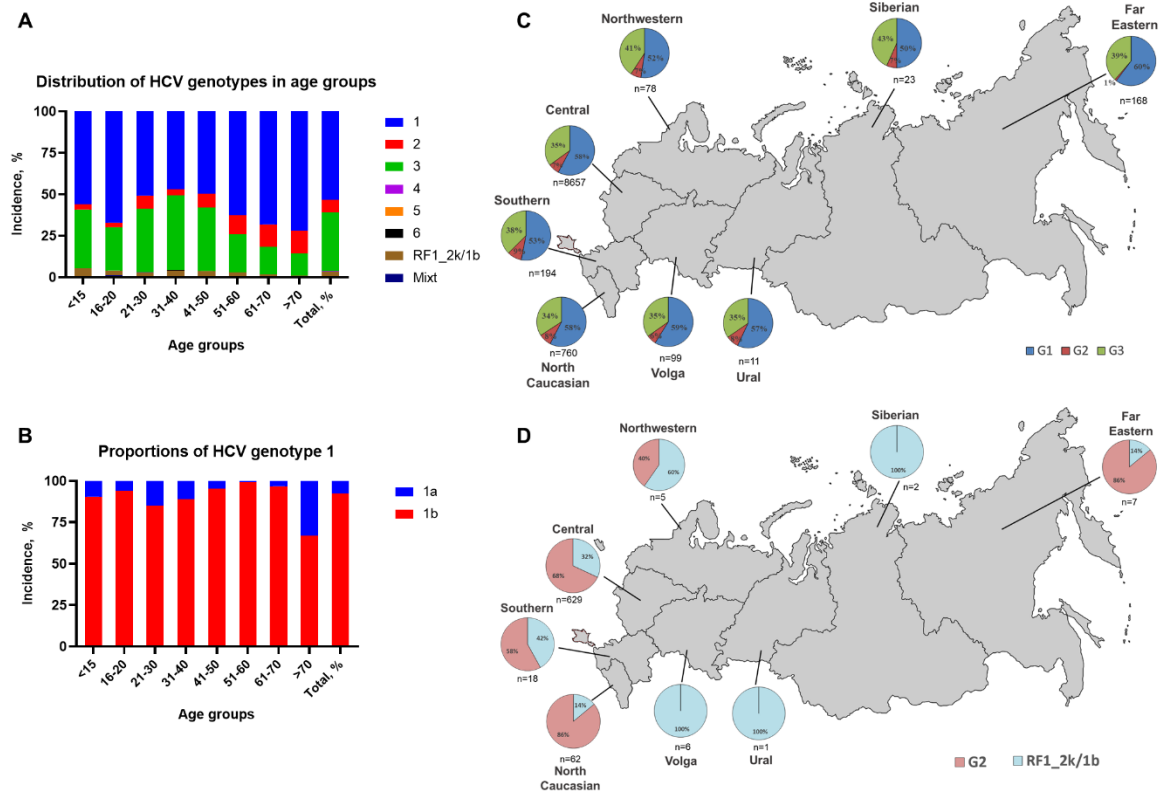 A
Distribution of HCV genotypes in age groups
Incidence, %
100
75
50
25
0
<15
16-20
21-30
31-40
41-50
51-60
61-70
>70
Total, %
Age groups
1
2
3
4
5
6
RF1_2k/1b
Mixt
B
Proportions of HCV genotype 1
Incidence, %
100
75
50
25
0
<15
16-20
21-30
31-40
41-50
51-60
61-70
>70
Total, %
Age groups
1a
1b
C
Northwestern
41%
52%
n=78
Siberian
43%
50%
n=23
Far
Eastern
39%
60%
1%
n=168
Central
35%
58%
n=8657
Southern
38%
53%
9%
n=194
34%
58%
8%
n=760
North
Caucasian
35%
59%
6%
n=99
Volga
35%
57%
8%
n=11
Ural
G1
G2
G3
D
Northwestern
40%
60%
n=5
Siberian
100%
n=2
Far
Eastern
14%
86%
n=7
Central
32%
68%
n=629
Southern
42%
58%
n=18
14%
86%
n=62
North
Caucasian
100%
n=6
Volga
100%
n=1
Ural
G2
RF1_2k/1b